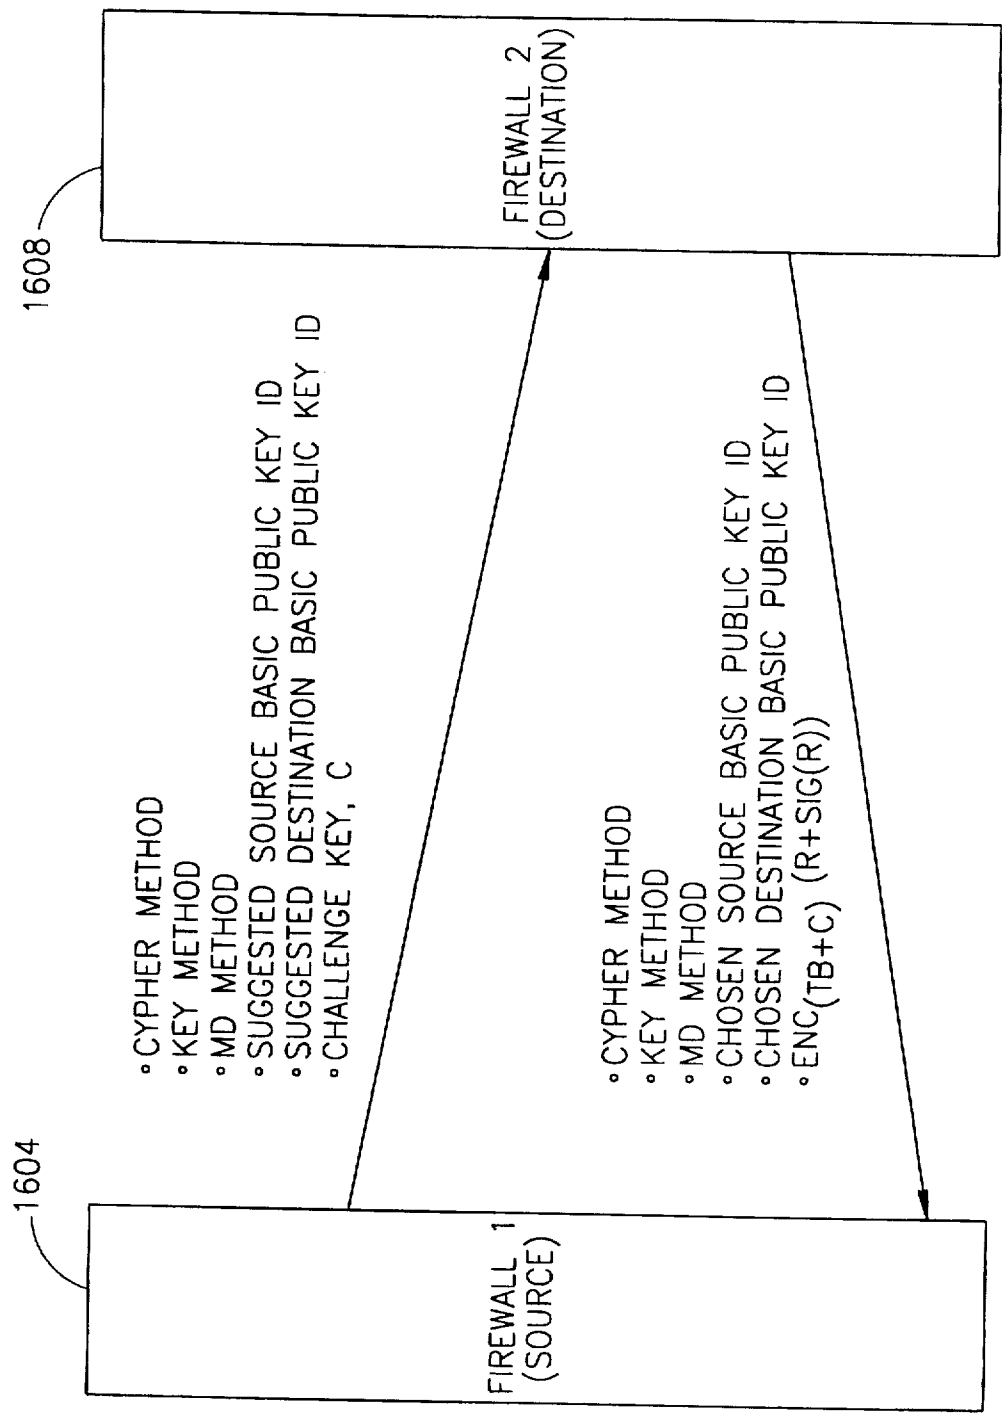 1604
1608
FIREWALL 1
(SOURCE)
∘CYPHER METHOD
∘KEY METHOD
∘MD METHOD
∘SUGGESTED SOURCE BASIC PUBLIC KEY ID
∘SUGGESTED DESTINATION BASIC PUBLIC KEY ID
∘CHALLENGE KEY, C
FIREWALL 2
(DESTINATION)
∘CYPHER METHOD
∘KEY METHOD
∘MD METHOD
∘CHOSEN SOURCE BASIC PUBLIC KEY ID
∘CHOSEN DESTINATION BASIC PUBLIC KEY ID
∘ENC(TB+C) (R+SIG(R))